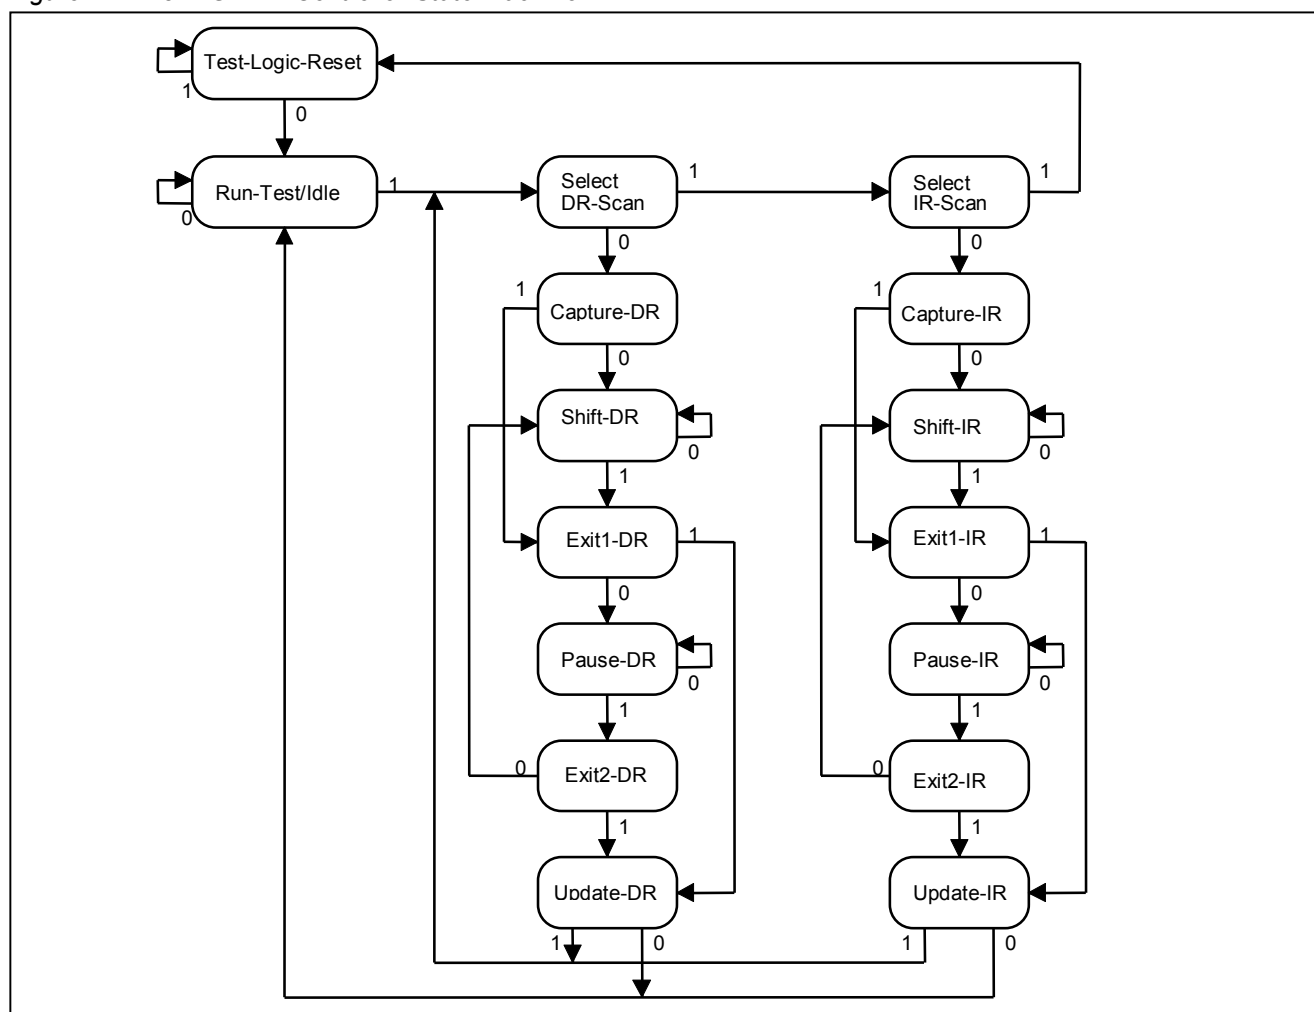 Test-Logic-Reset
1
0
Run-Test/Idle
0
1
Select
DR-Scan
1
Select
IR-Scan
1
0
0
1
Capture-DR
1
Capture-IR
0
0
Shift-DR
0
Shift-IR
0
1
1
Exit1-DR
1
Exit1-IR
1
0
0
Pause-DR
0
Pause-IR
0
1
1
0
Exit2-DR
0
Exit2-IR
1
1
Update-DR
Update-IR
1
0
1
0